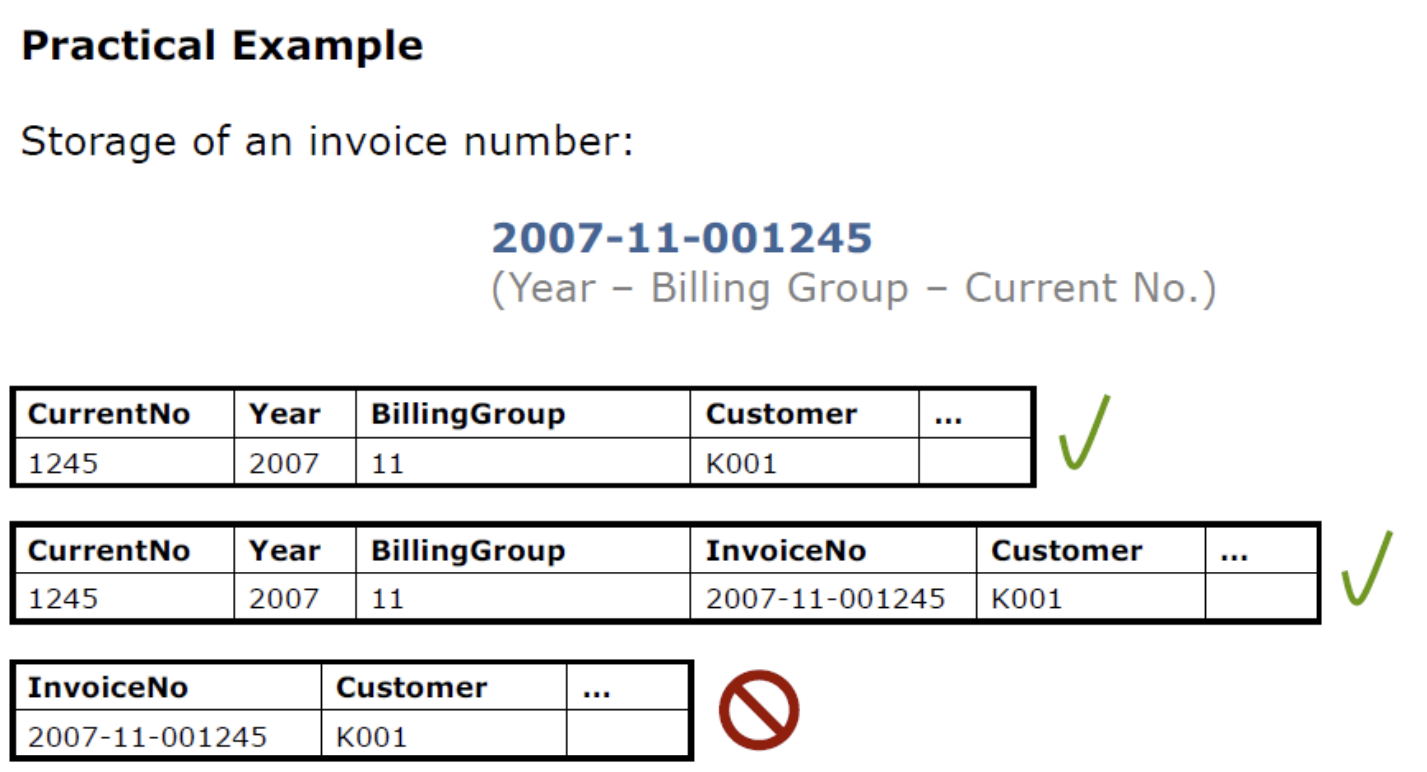 Practical Example
Storage of an invoice number:
2007-11-001245
(Year – Billing Group – Current No.)
CurrentNo Year BillingGroup Customer ...
1245 2007 11 K001
CurrentNo Year BillingGroup InvoiceNo Customer ...
1245 2007 11 2007-11-001245 K001
InvoiceNo Customer ...
2007-11-001245 K001